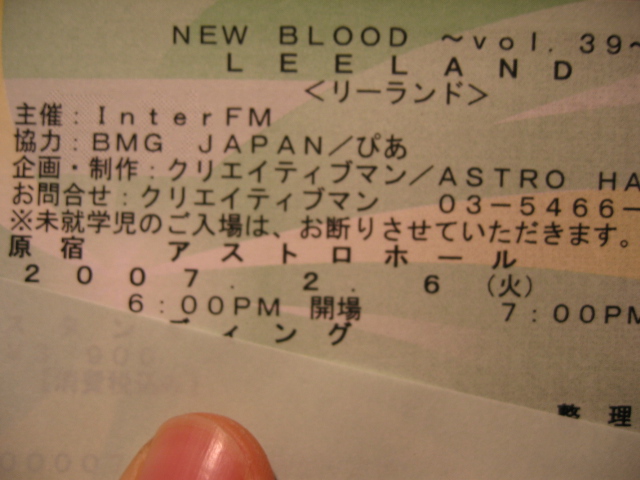 NEW BLOOD ～vol.39～
LEELAND
＜リーランド＞
主催：InterFM
協力：BMG JAPAN／ぴあ
企画・制作：クリエイティブマン／ASTRO HA
お問合せ：クリエイティブマン 03－5466－
※未就学児のご入場は、お断りさせていただきます。
原宿 アストロホール
2007. 2. 6 （火）
6：00PM 開場 7：00PM
ディング
整理